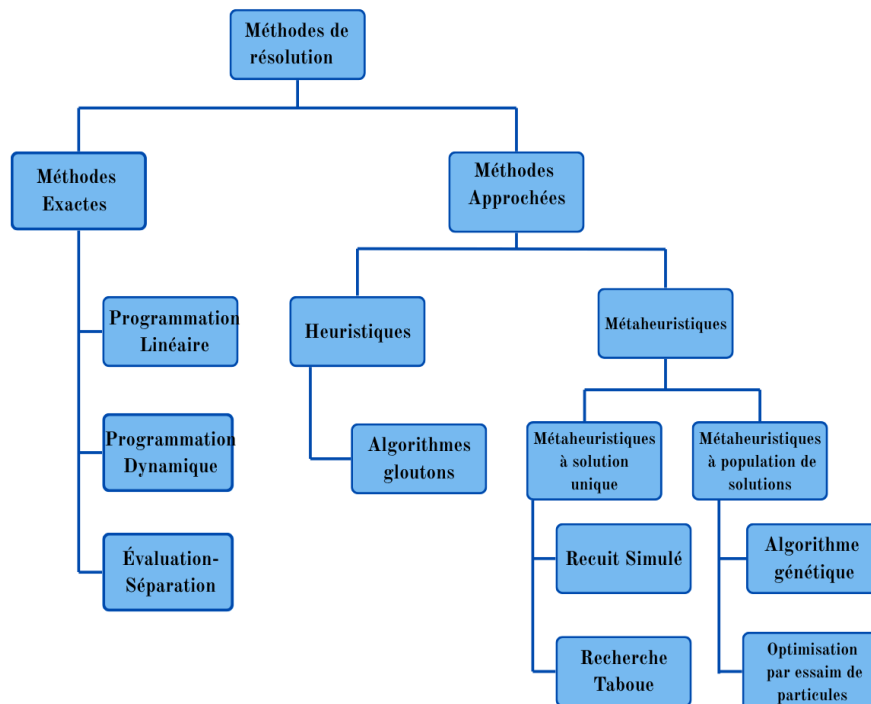 Méthodes de
résolution
Méthodes
Exactes
Méthodes
Approchées
Programmation
Linéaire
Heuristiques
Métaheuristiques
Programmation
Dynamique
Algorithmes
gloutons
Métaheuristiques
à solution
unique
Métaheuristiques
à population de
solutions
Évaluation-
Séparation
Recuit Simulé
Algorithme
génétique
Recherche
Taboue
Optimisation
par essaim de
particules